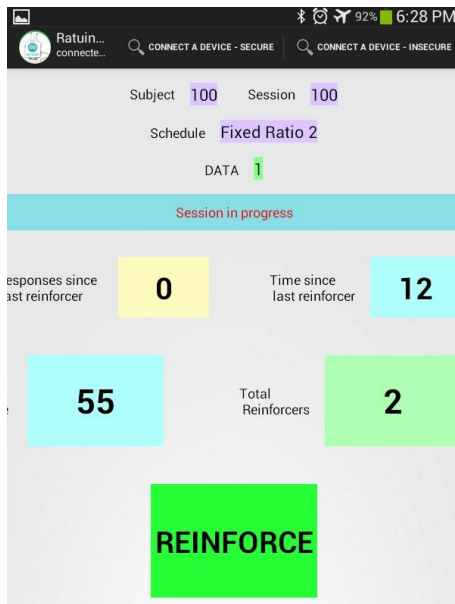 92% 6:28 PM
Ratuin...
connecte...
CONNECT A DEVICE - SECURE
CONNECT A DEVICE - INSECURE
Subject 100 Session 100
Schedule Fixed Ratio 2
DATA 1
Session in progress
esponses since
ast reinforcer
0
Time since
last reinforcer
12
55
Total
Reinforcers
2
REINFORCE